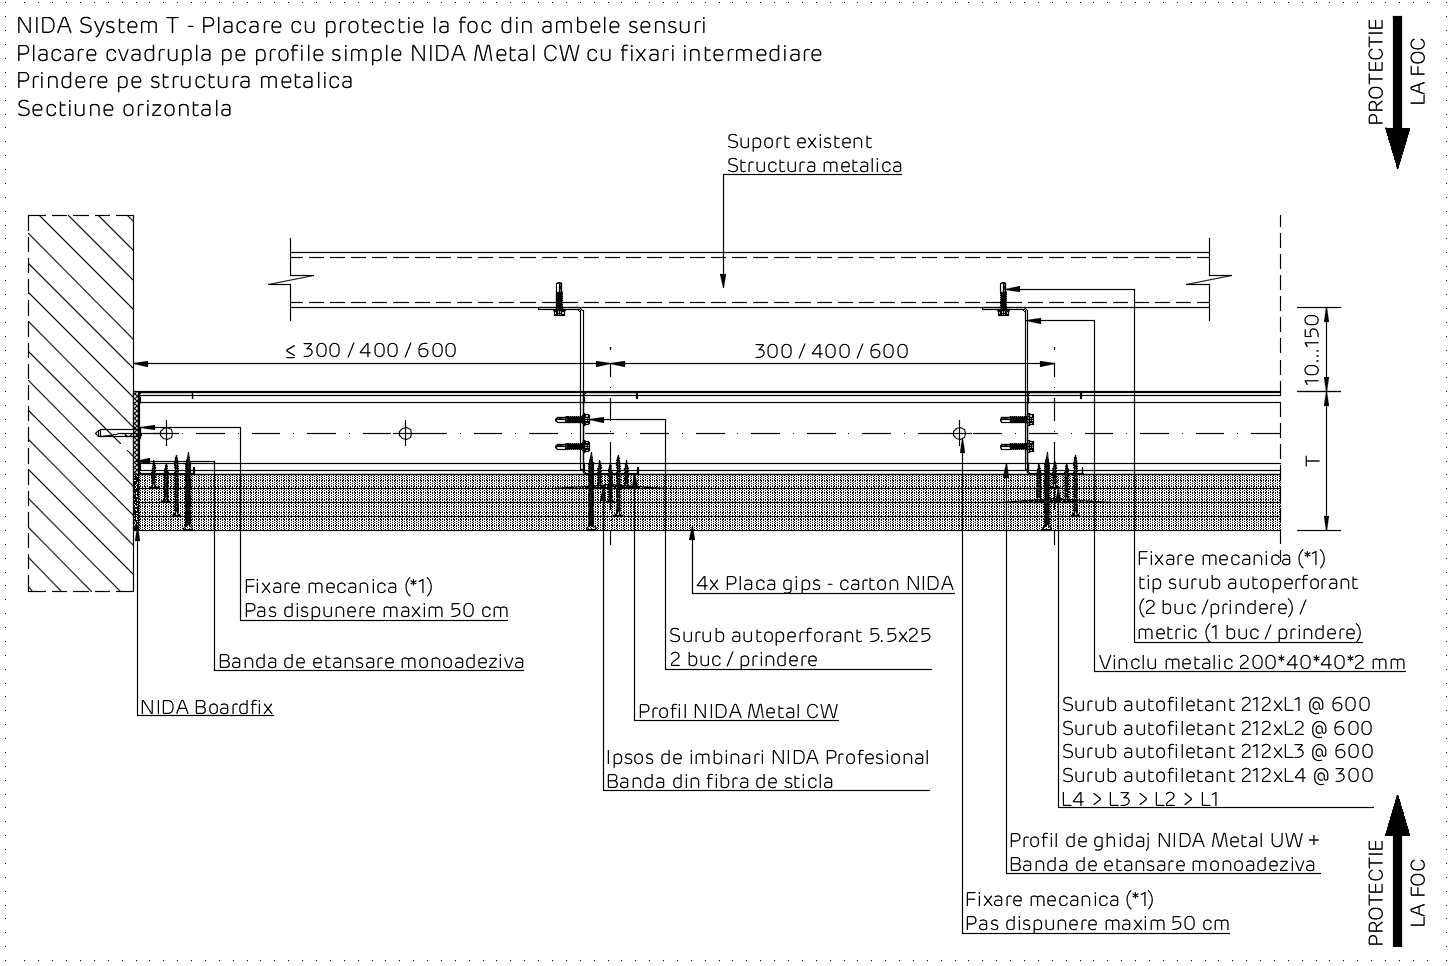 NIDA System T - Placare cu protectie la foc din ambele sensuri
Placare cvadrupla pe profile simple NIDA Metal CW cu fixari intermediare
Prindere pe structura metalica
Sectiune orizontala
PROTECTIE
LA FOC
Suport existent
Structura metalica
≤ 300 / 400 / 600
300 / 400 / 600
10...150
T
Fixare mecanica (*1)
Pas dispunere maxim 50 cm
Banda de etansare monoadeziva
NIDA Boardfix
4x Placa gips - carton NIDA
Surub autoperforant 5.5x25
2 buc / prindere
Profil NIDA Metal CW
Ipsos de imbinari NIDA Profesional
Banda din fibra de sticla
Fixare mecanica (*1)
tip surub autoperforant
(2 buc /prindere) /
metric (1 buc / prindere)
Vinclu metalic 200*40*40*2 mm
Surub autofiletant 212xL1 @ 600
Surub autofiletant 212xL2 @ 600
Surub autofiletant 212xL3 @ 600
Surub autofiletant 212xL4 @ 300
L4 > L3 > L2 > L1
Profil de ghidaj NIDA Metal UW +
Banda de etansare monoadeziva
Fixare mecanica (*1)
Pas dispunere maxim 50 cm
PROTECTIE
LA FOC